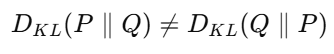 D_{KL}(P ∥ Q) ≠ D_{KL}(Q ∥ P)